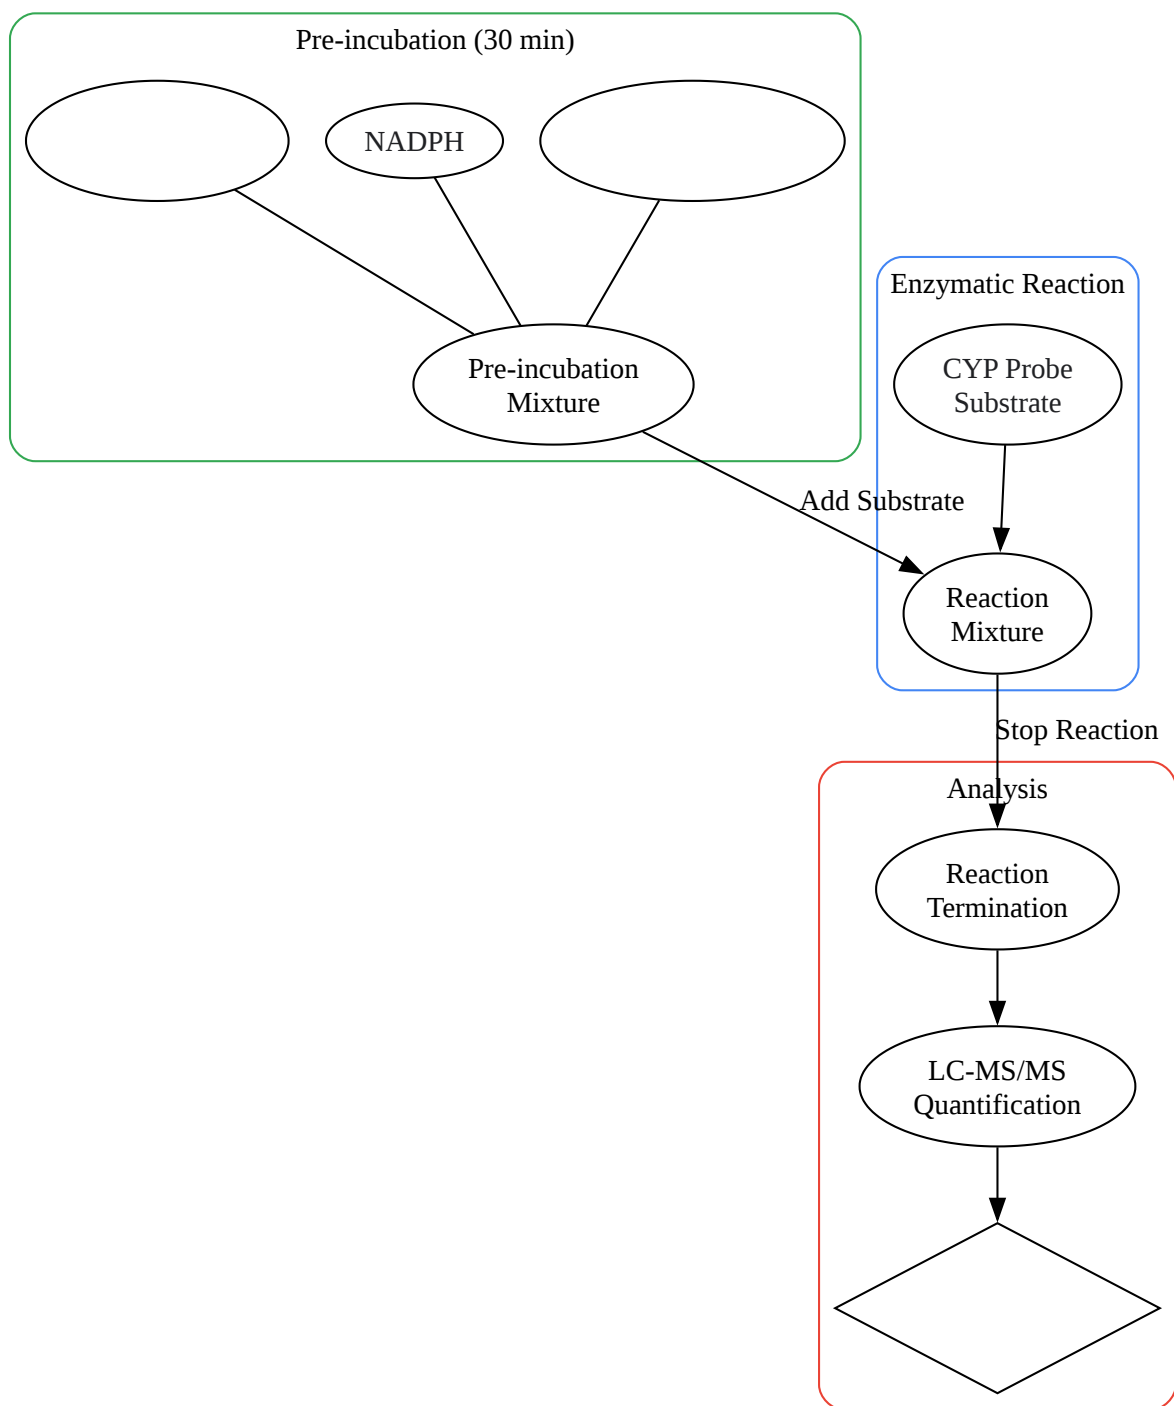 Pre-incubation (30 min)
NADPH
Pre-incubation
Mixture
Enzymatic Reaction
CYP Probe
Substrate
Add Substrate
Reaction
Mixture
Stop Reaction
Analysis
Reaction
Termination
LC-MS/MS
Quantification